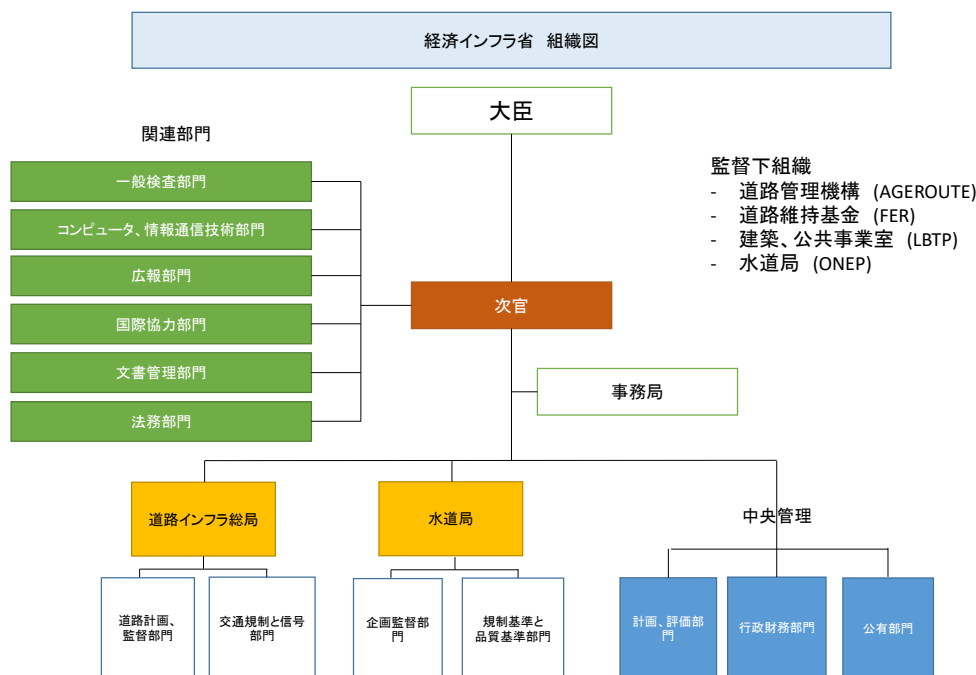 経済インフラ省 組織図
大臣
関連部門
一般検査部門
コンピュータ、情報通信技術部門
広報部門
国際協力部門
文書管理部門
法務部門
監督下組織
- 道路管理機構 (AGEROUTE)
- 道路維持基金 (FER)
- 建築、公共事業室 (LBTP)
- 水道局 (ONEP)
次官
事務局
道路インフラ総局
水道局
中央管理
道路計画、
監督部門
交通規制と信号
部門
企画監督部
門
規制基準と
品質基準部門
計画、評価部
門
行政財務部門
公有部門